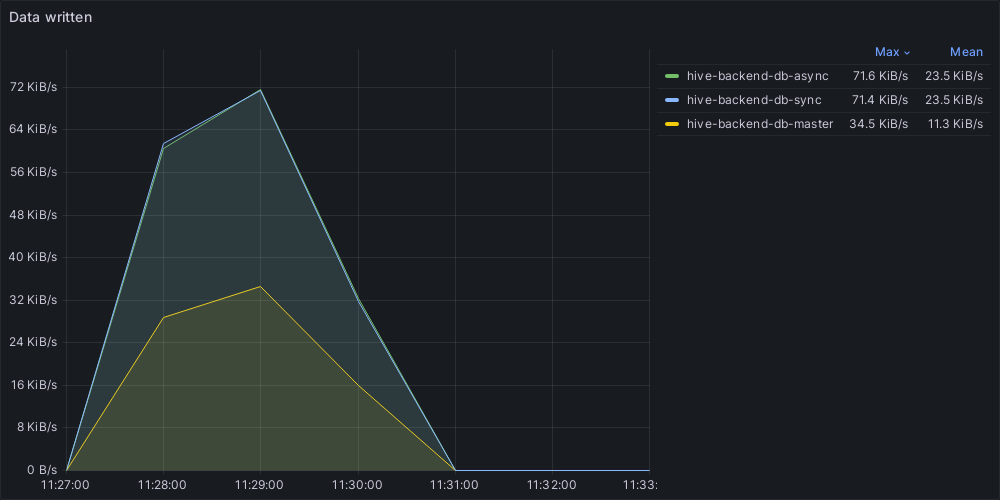 Data written
Max Mean
72 KiB/s
64 KiB/s
56 KiB/s
48 KiB/s
40 KiB/s
32 KiB/s
24 KiB/s
16 KiB/s
8 KiB/s
0 B/s
11:27:00 11:28:00 11:29:00 11:30:00 11:31:00 11:32:00 11:33:
hive-backend-db-async 71.6 KiB/s 23.5 KiB/s
hive-backend-db-sync 71.4 KiB/s 23.5 KiB/s
hive-backend-db-master 34.5 KiB/s 11.3 KiB/s